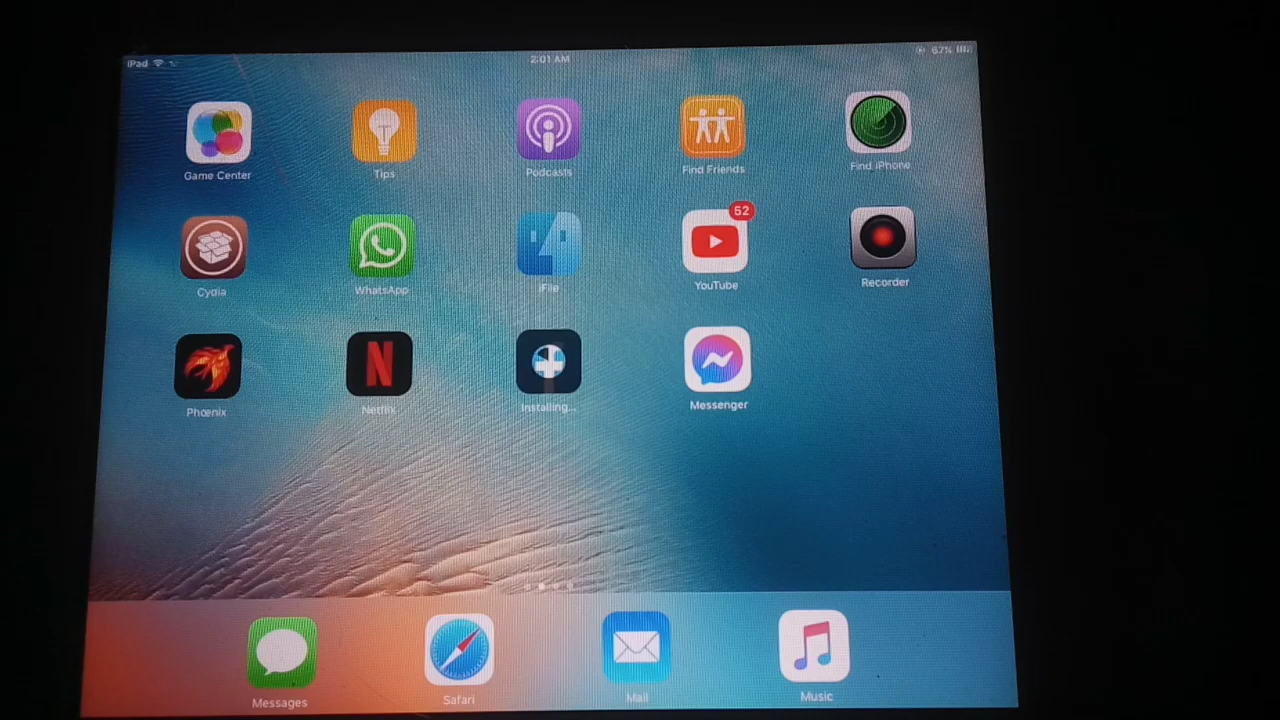 iPad 2:01 AM 67%
Game Center Tips Podcasts Find Friends Find iPhone
52
Cydia WhatsApp iFile YouTube Recorder
Phœnix Netflix Installing... Messenger
Messages Safari Mail Music